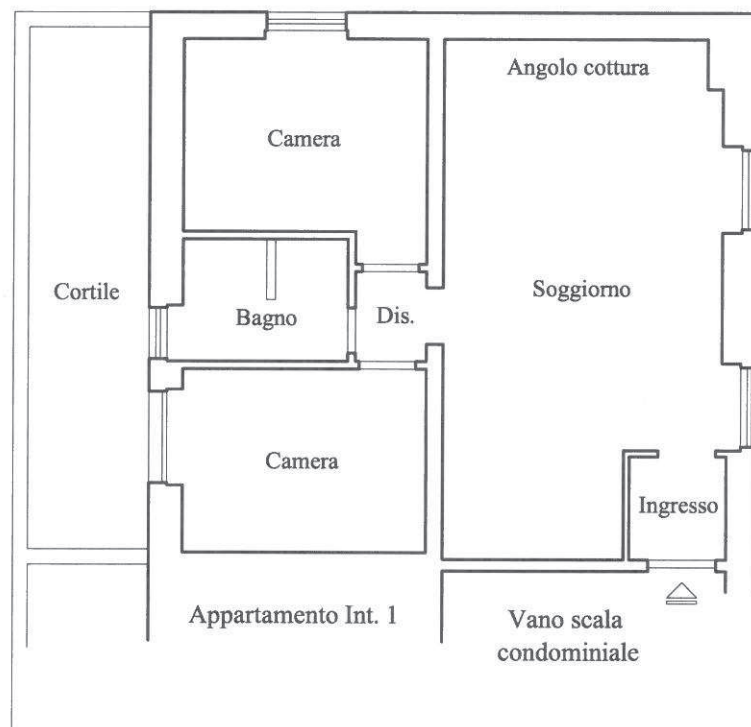 Angolo cottura
Camera
Cortile
Soggiorno
Bagno
Dis.
Camera
Ingresso
Appartamento Int. 1
Vano scala
condominiale